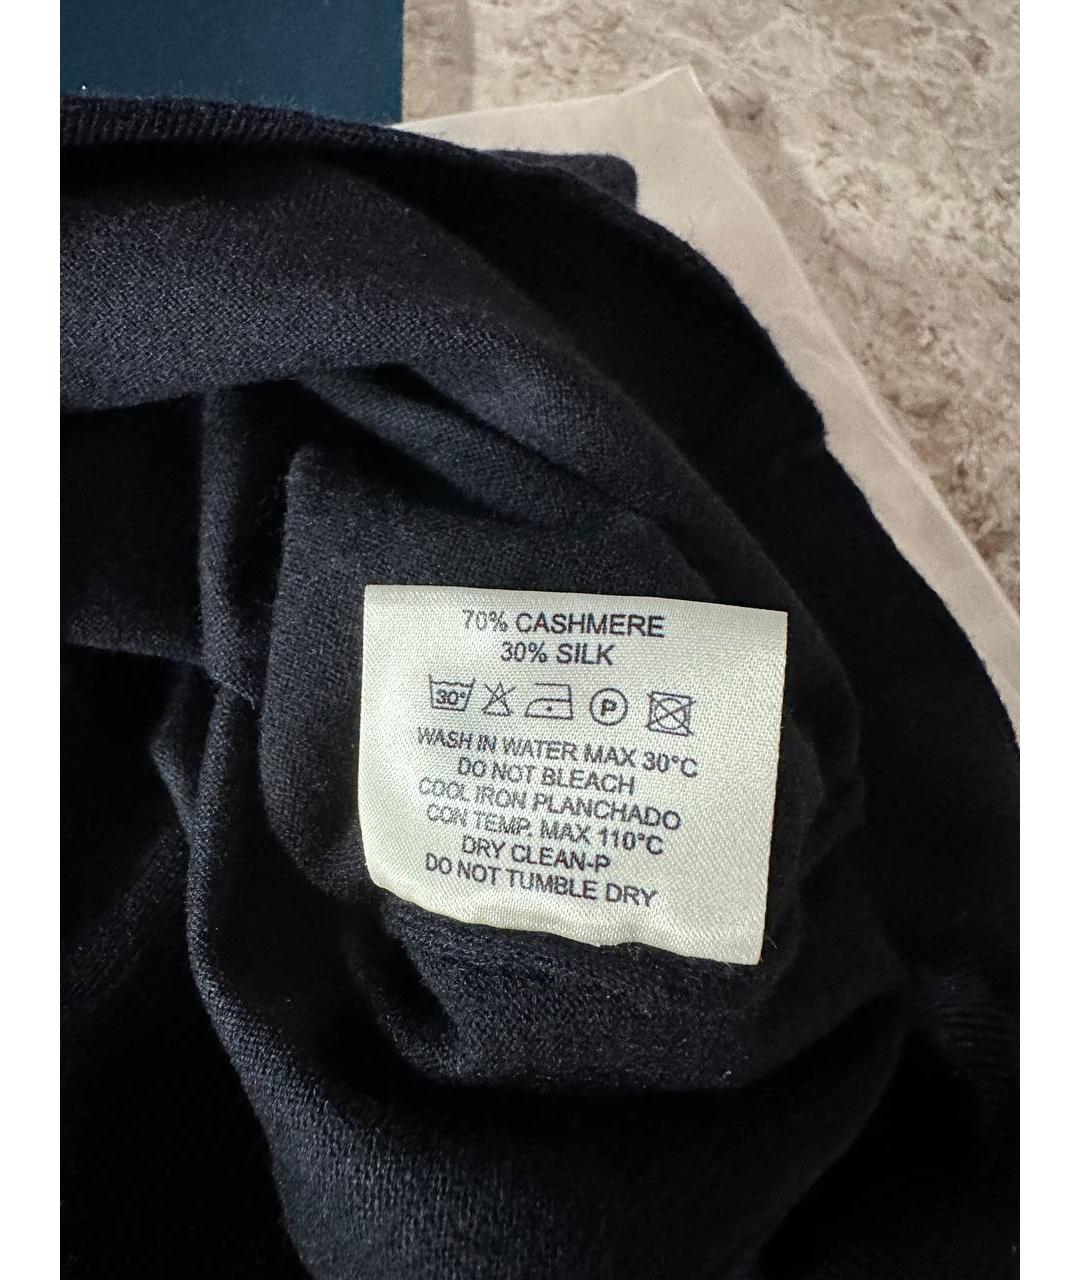 70% CASHMERE
30% SILK
30° P
WASH IN WATER MAX 30°C
DO NOT BLEACH
COOL IRON PLANCHADO
CON TEMP. MAX 110°C
DRY CLEAN-P
DO NOT TUMBLE DRY